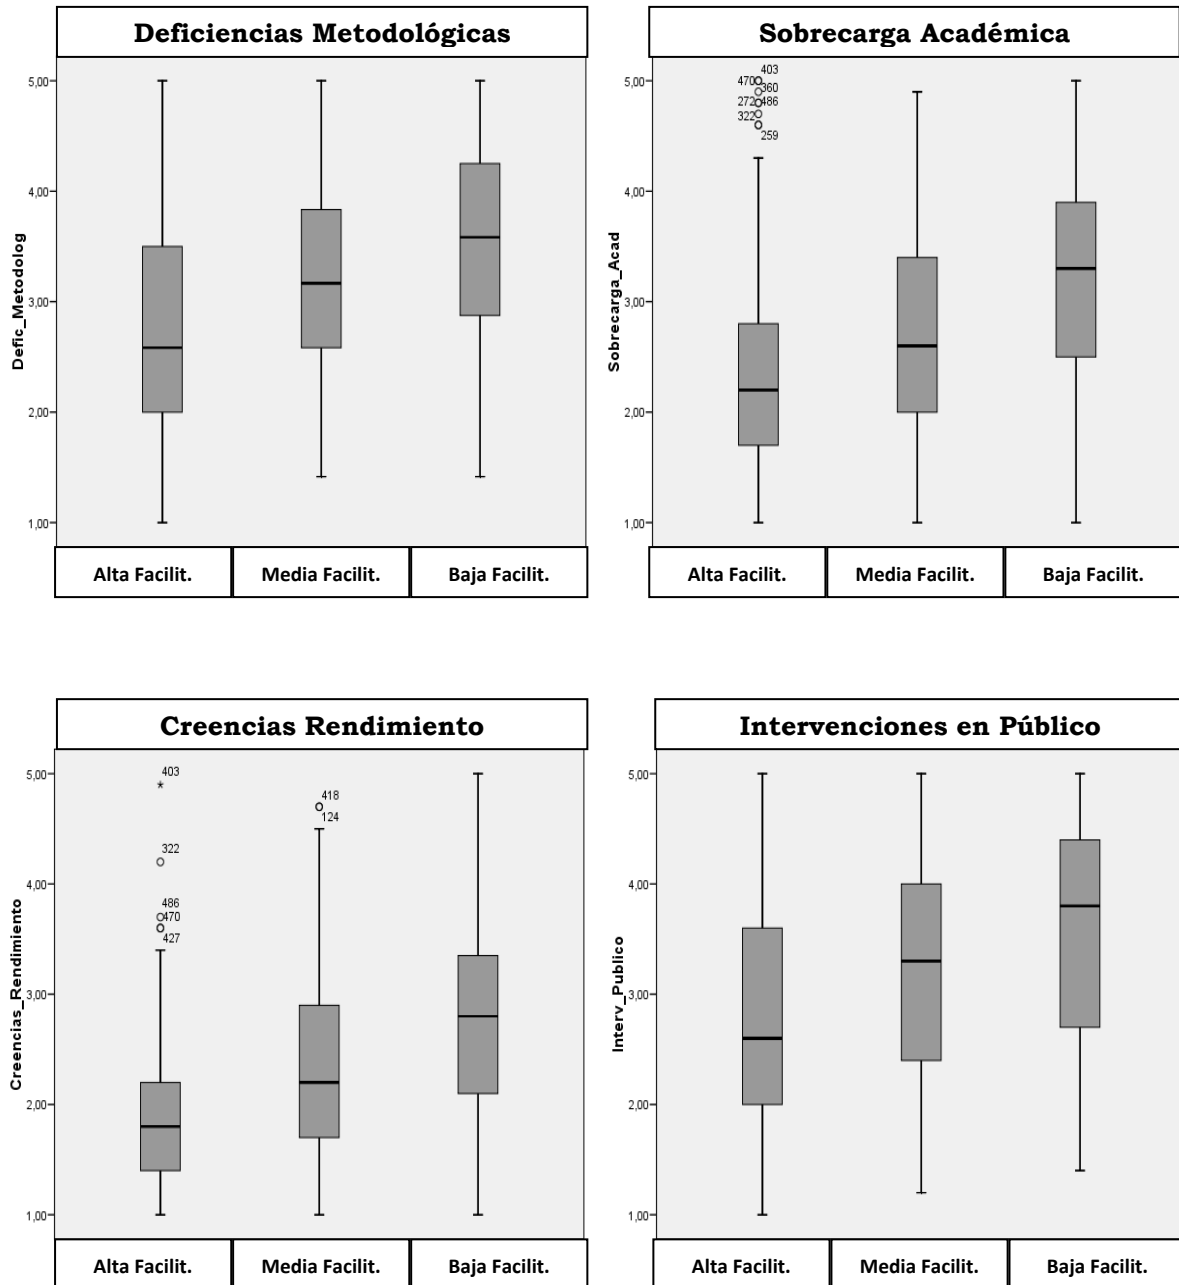 Deficiencias Metodológicas
Defic_Metodolog
5,00
4,00
3,00
2,00
1,00
Alta Facilit.
Media Facilit.
Baja Facilit.
Sobrecarga Académica
Sobrecarga_Acad
5,00
4,00
3,00
2,00
1,00
403
470
360
272
486
322
259
Alta Facilit.
Media Facilit.
Baja Facilit.
Creencias Rendimiento
Creencias_Rendimiento
5,00
4,00
3,00
2,00
1,00
403
322
486
470
427
418
124
Alta Facilit.
Media Facilit.
Baja Facilit.
Intervenciones en Público
Interv_Publico
5,00
4,00
3,00
2,00
1,00
Alta Facilit.
Media Facilit.
Baja Facilit.